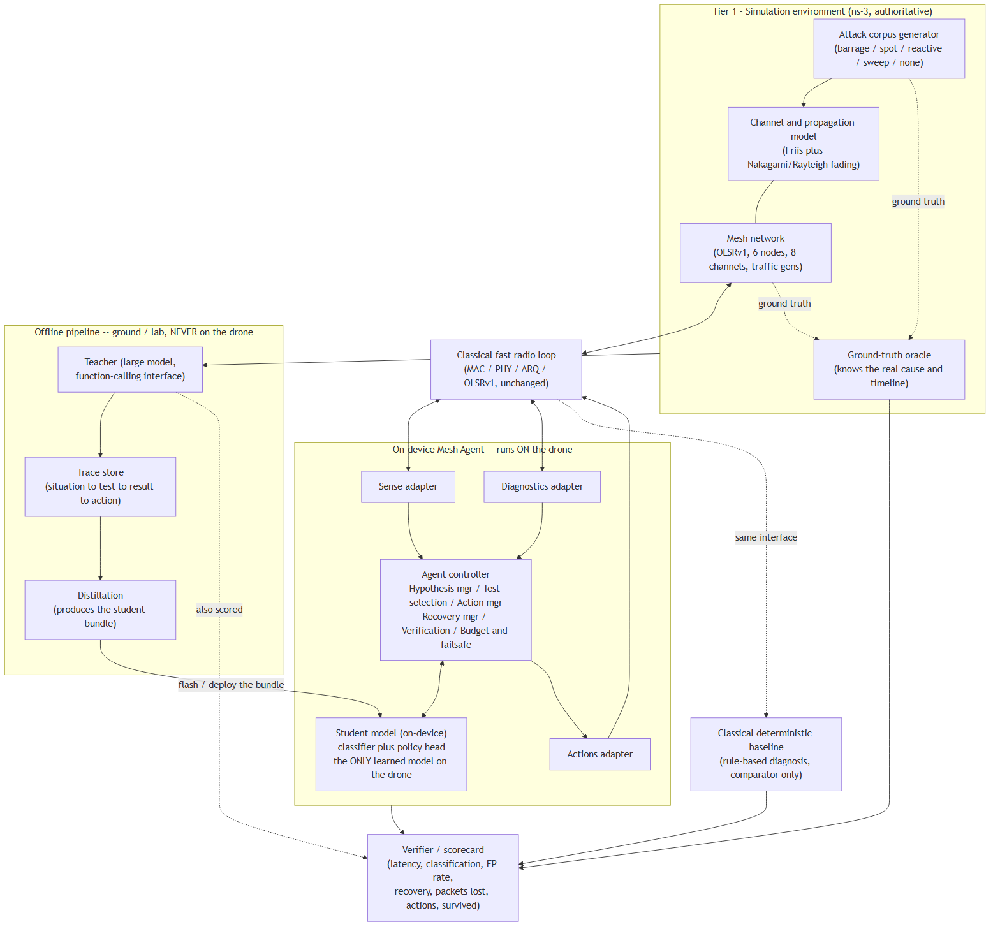 Tier 1 - Simulation environment (ns-3, authoritative)
Attack corpus generator
(barrage / spot / reactive
/ sweep / none)
Channel and propagation
model
(Friis plus
Nakagami/Rayleigh fading)
ground truth
Mesh network
(OLSRv1, 6 nodes, 8
channels, traffic gens)
ground truth
Ground-truth oracle
(knows the real cause and
timeline)
Offline pipeline -- ground / lab, NEVER on the drone
Teacher (large model,
function-calling interface)
Trace store
(situation to test to result
to action)
Distillation
(produces the student
bundle)
also scored
flash / deploy the bundle
Classical fast radio loop
(MAC / PHY / ARQ /
OLSRv1, unchanged)
On-device Mesh Agent -- runs ON the drone
Sense adapter
Diagnostics adapter
Agent controller
Hypothesis mgr / Test
selection / Action mgr
Recovery mgr /
Verification / Budget and
failsafe
Student model (on-device)
classifier plus policy head
the ONLY learned model on
the drone
Actions adapter
same interface
Classical deterministic
baseline
(rule-based diagnosis,
comparator only)
Verifier / scorecard
(latency, classification, FP
rate,
recovery, packets lost,
actions, survived)